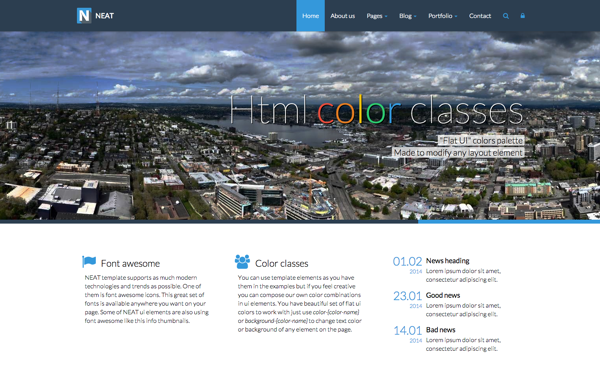 N NEAT
Home About us Pages Blog Portfolio Contact
Html color classes
"Flat UI" colors palette
Made to modify any layout element
Font awesome
NEAT template supports as much modern
technologies and trends as possible. One
of them is font awesome icons. This great set of
fonts is available anywhere you want on your
page. Some of NEAT ui elements are also using
font awesome like this Info thumbnails.
Color classes
You can use template elements as you have
them in the examples but if you feel creative
you can compose our own color combinations
in ui elements. You have beautiful set of flat ui
colors to work with just use color-[color-name]
or background-[color name] to change text color
or background of any element on the page.
01.02 News heading
2014 Lorem ipsum dolor sit amet,
consectetur adipiscing elit.
23.01 Good news
2014 Lorem ipsum dolor sit amet,
consectetur adipiscing elit.
14.01 Bad news
2014 Lorem ipsum dolor sit amet,
consectetur adipiscing elit.